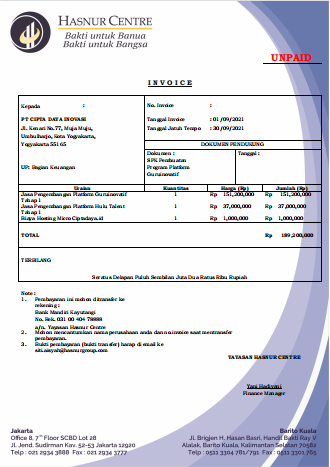 HASNUR CENTRE
Bakti untuk Banua
Bakti untuk Bangsa
UNPAID
INVOICE
Kepada :
No. Invoice :
PT CIPTA DATA INOVASI
Jl. Kenari No.77, Muja Muju,
Umbulharjo, Kota Yogyakarta,
Yogyakarta 55165
Tanggal Invoice : 01/09/2021
Tanggal Jatuh Tempo : 30/09/2021
DOKUMEN PENDUKUNG
Dokumen : Tanggal :
SPK Pembuatan
Program Platform
Guruinovatif
UP: Bagian Keuangan
Uraian Kuantitas Harga (Rp) Jumlah (Rp)
Jasa Pengembangan Platform Guruinovatif 1 Rp 151,200,000 Rp 151,200,000
Tahap 1
Jasa Pengembangan Platform Hulu Talent 1 Rp 37,000,000 Rp 37,000,000
Tahap 1
Biaya Hosting Micro Ciptadaya.id 1 Rp 1,000,000 Rp 1,000,000
TOTAL Rp 189,200,000
TERBILANG
Seratus Delapan Puluh Sembilan Juta Dua Ratus Ribu Rupiah
Note :
1. Pembayaran ini mohon ditransfer ke
rekening :
Bank Mandiri Kayutangi
No. Rek. 031 00 404 78888
a/n. Yayasan Hasnur Centre
2. Mohon mencantumkan nama perusahaan anda dan no invoice saat mentransfer
pembayaran.
3. Bukti pembayaran (bukti transfer) harap di email ke
siti.aisyah@hasnurgroup.com
YAYASAN HASNUR CENTRE
Yani Hadiyani
Finance Manager
Jakarta
Office 8, 7th Floor SCBD Lot 28
Jl. Jend. Sudirman Kav. 52-53 Jakarta 12920
Telp : 021 2934 3888 Fax : 021 2934 3777
Barito Kuala
Jl. Brigjen H. Hasan Basri, Handil Bakti Ray V
Alalak, Barito Kuala, Kalimantan Selatan 70582
Telp : 0511 3304 781/791 Fax : 0511 3301 765